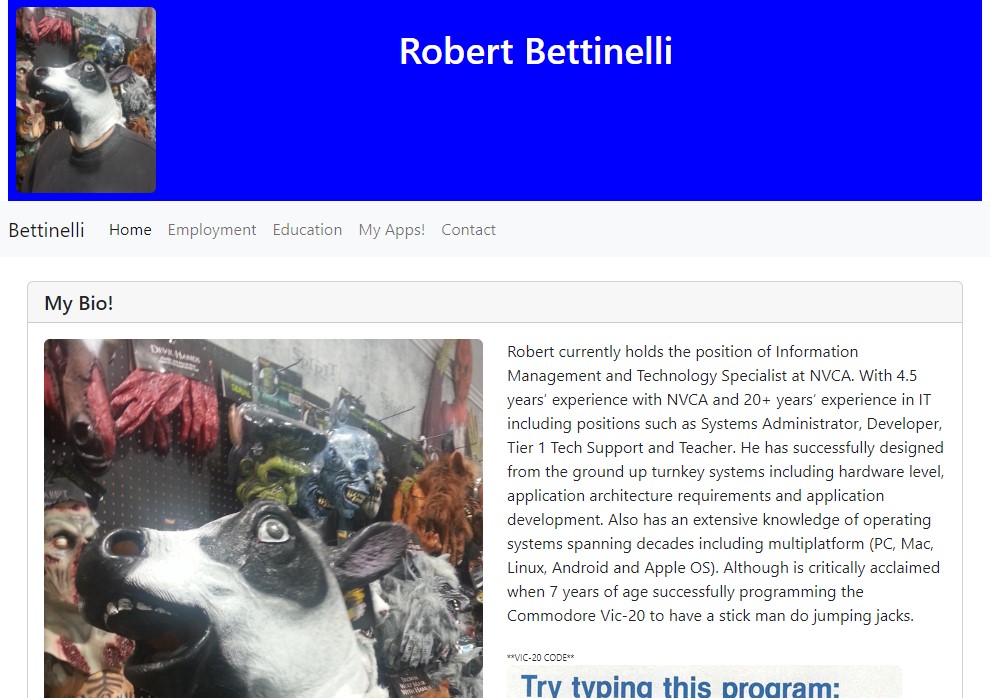 Robert Bettinelli
Bettinelli Home Employment Education My Apps! Contact
My Bio!
DEVIL HANDS
Robert currently holds the position of Information
Management and Technology Specialist at NVCA. With 4.5
years’ experience with NVCA and 20+ years’ experience in IT
including positions such as Systems Administrator, Developer,
Tier 1 Tech Support and Teacher. He has successfully designed
from the ground up turnkey systems including hardware level,
application architecture requirements and application
development. Also has an extensive knowledge of operating
systems spanning decades including multiplatform (PC, Mac,
Linux, Android and Apple OS). Although is critically acclaimed
when 7 years of age successfully programming the
Commodore Vic-20 to have a stick man do jumping jacks.
**VIC-20 CODE**
Try typing this program: